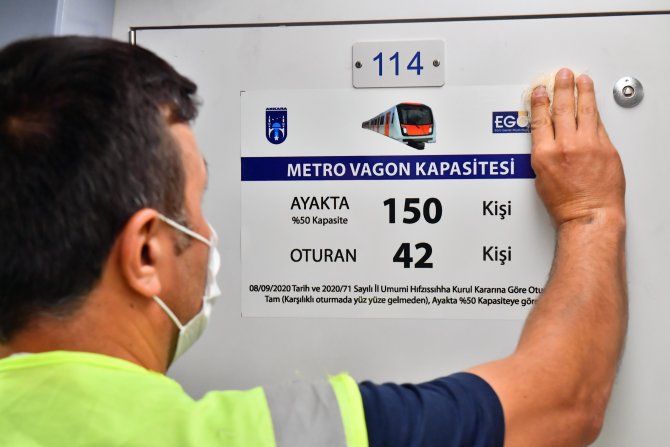 114
ANKARA
EGO
METRO VAGON KAPASİTESİ
AYAKTA 150 Kişi
%50 Kapasite
OTURAN 42 Kişi
08/09/2020 Tarih ve 2020/71 Sayılı İl Umumi Hıfzıssıhha Kurul Kararına Göre
Tam (Karşılıklı oturmada yüz yüze gelmeden), Ayakta %50 Kapasiteye